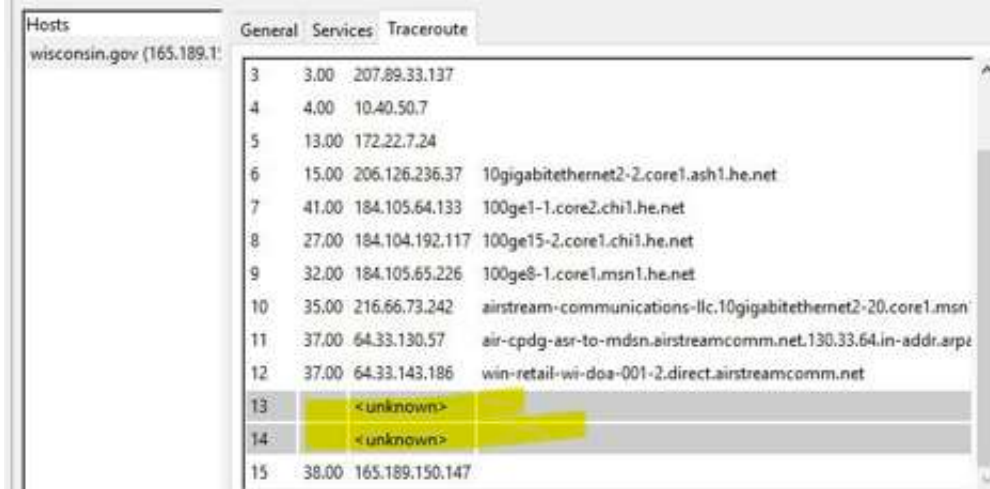 Hosts
wisconsin.gov (165.189.1
General Services Traceroute
3 3.00 207.89.33.137
4 4.00 10.40.50.7
5 13.00 172.22.7.24
6 15.00 206.126.236.37 10gigabitethernet2-2.core1.ash1.he.net
7 41.00 184.105.64.133 100ge1-1.core2.chi1.he.net
8 27.00 184.104.192.117 100ge15-2.core1.chi1.he.net
9 32.00 184.105.65.226 100ge8-1.core1.msn1.he.net
10 35.00 216.66.73.242 airstream-communications-llc.10gigabitethernet2-20.core1.msn
11 37.00 64.33.130.57 air-cpdg-asr-to-mdsn.airstreamcomm.net.130.33.64.in-addr.arpa
12 37.00 64.33.143.186 win-retail-wi-doa-001-2.direct.airstreamcomm.net
13 <unknown>
14 <unknown>
15 38.00 165.189.150.147